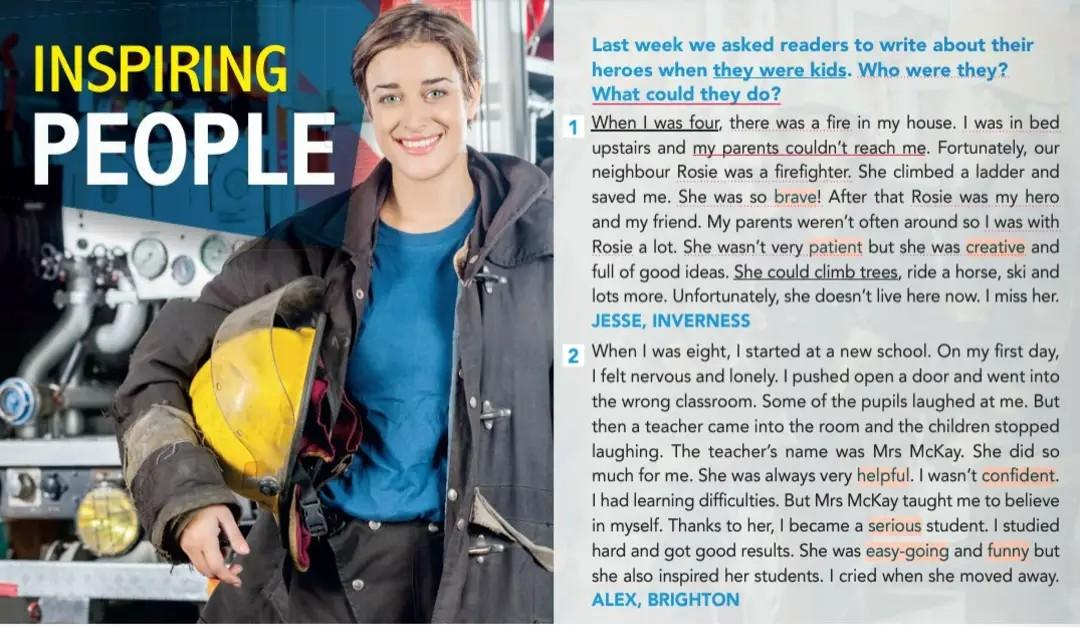 INSPIRING
PEOPLE
Last week we asked readers to write about their
heroes when they were kids. Who were they?
What could they do?
1 When I was four, there was a fire in my house. I was in bed
upstairs and my parents couldn't reach me. Fortunately, our
neighbour Rosie was a firefighter. She climbed a ladder and
saved me. She was so brave! After that Rosie was my hero
and my friend. My parents weren't often around so I was with
Rosie a lot. She wasn't very patient but she was creative and
full of good ideas. She could climb trees, ride a horse, ski and
lots more. Unfortunately, she doesn't live here now. I miss her.
JESSE, INVERNESS
2 When I was eight, I started at a new school. On my first day,
I felt nervous and lonely. I pushed open a door and went into
the wrong classroom. Some of the pupils laughed at me. But
then a teacher came into the room and the children stopped
laughing. The teacher's name was Mrs McKay. She did so
much for me. She was always very helpful. I wasn't confident.
I had learning difficulties. But Mrs McKay taught me to believe
in myself. Thanks to her, I became a serious student. I studied
hard and got good results. She was easy-going and funny but
she also inspired her students. I cried when she moved away.
ALEX, BRIGHTON